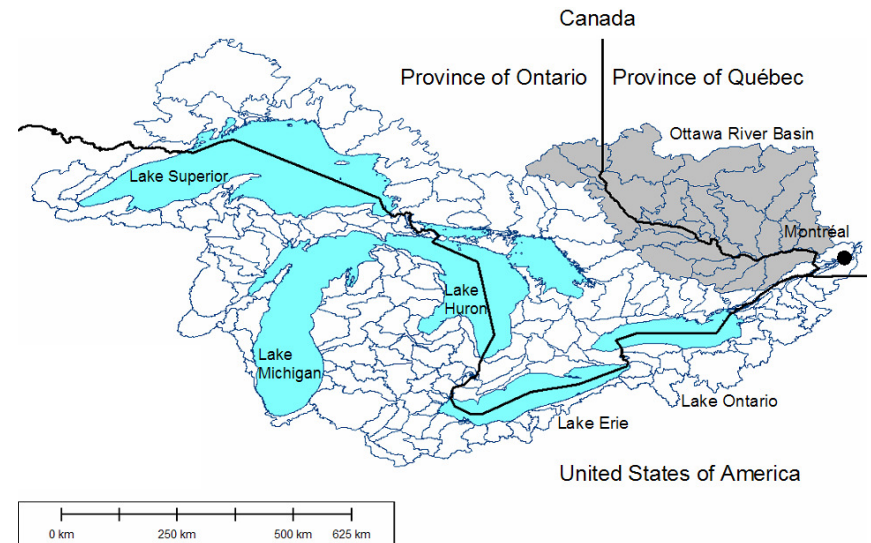 Canada
Province of Ontario
Province of Québec
Ottawa River Basin
Lake Superior
Montréal
Lake
Huron
Lake
Michigan
Lake Ontario
Lake Erie
United States of America
0 km
250 km
500 km
625 km